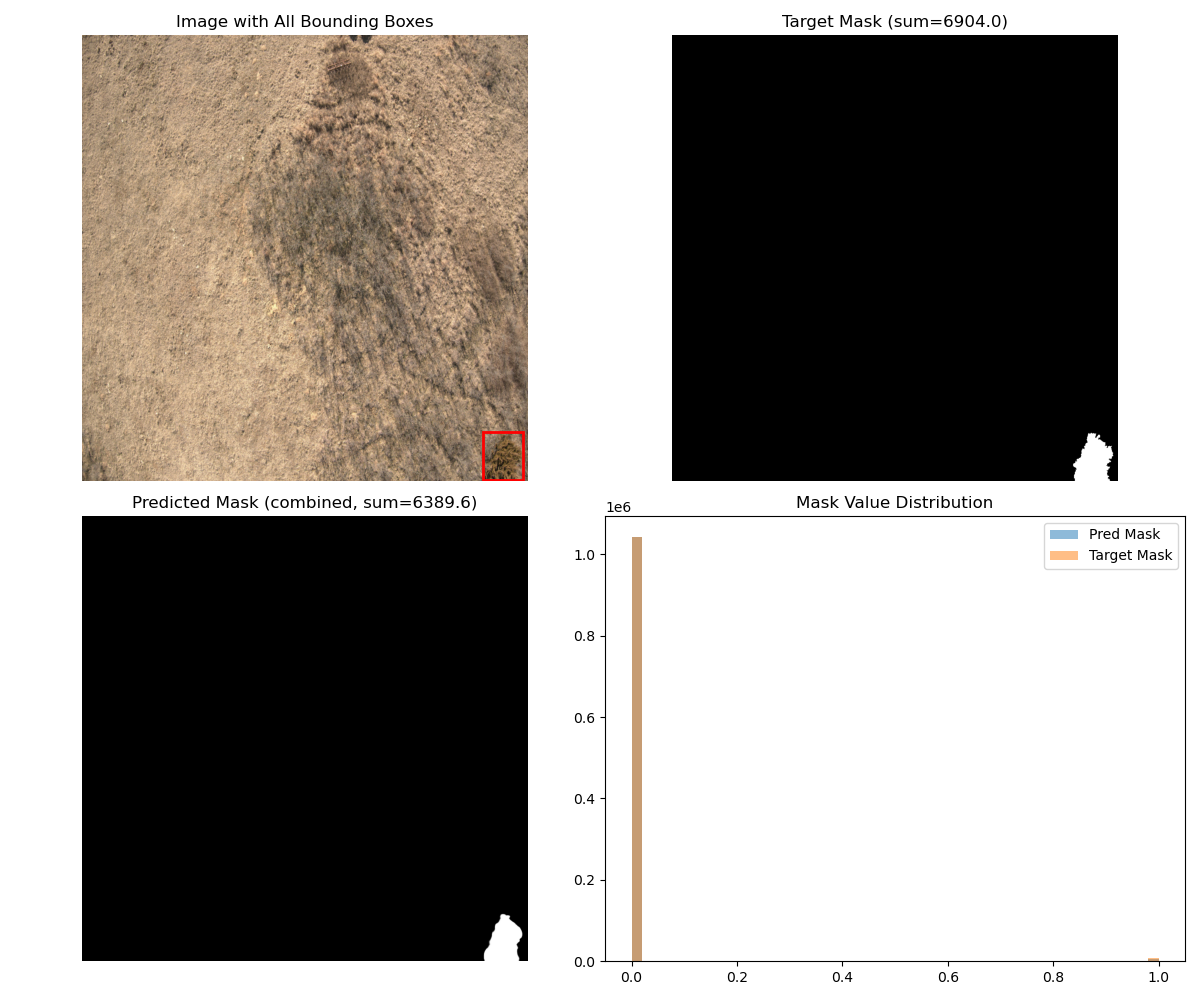 Image with All Bounding Boxes
Target Mask (sum=6904.0)
Predicted Mask (combined, sum=6389.6)
Mask Value Distribution
1e6
Pred Mask
Target Mask
1.0
0.8
0.6
0.4
0.2
0.0
0.0 0.2 0.4 0.6 0.8 1.0